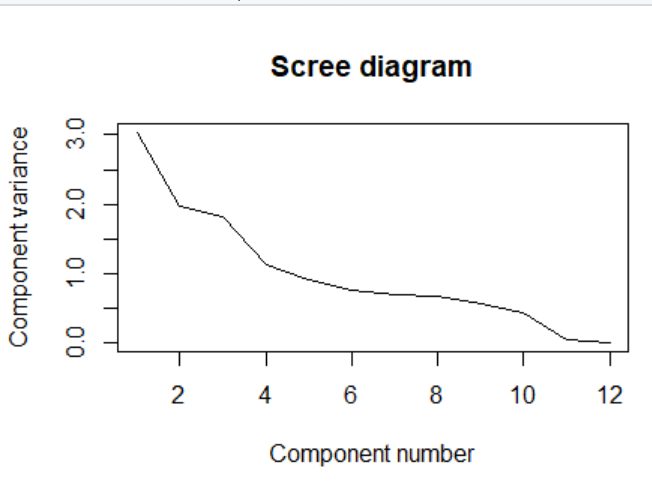 Scree diagram
Component variance
3.0
2.0
1.0
0.0
2 4 6 8 10 12
Component number